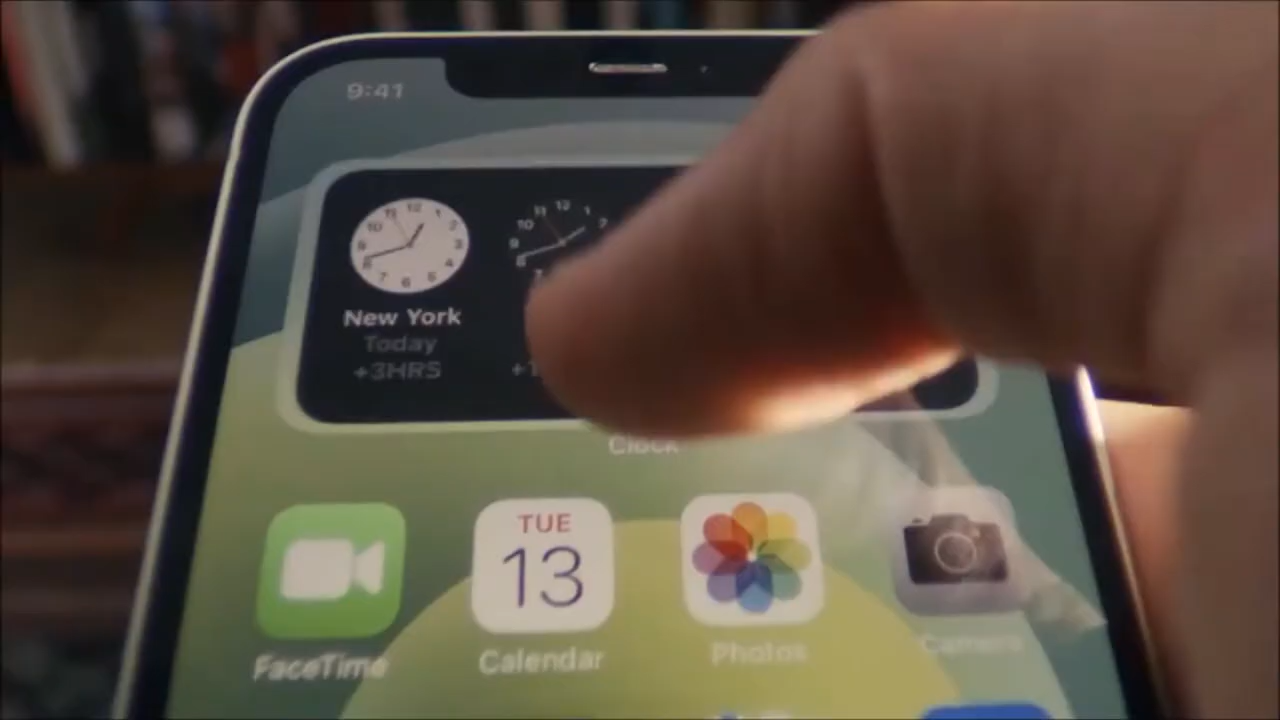 9:41
New York
Today
+3HRS
Clock
TUE
13
FaceTime
Calendar
Photos
Camera